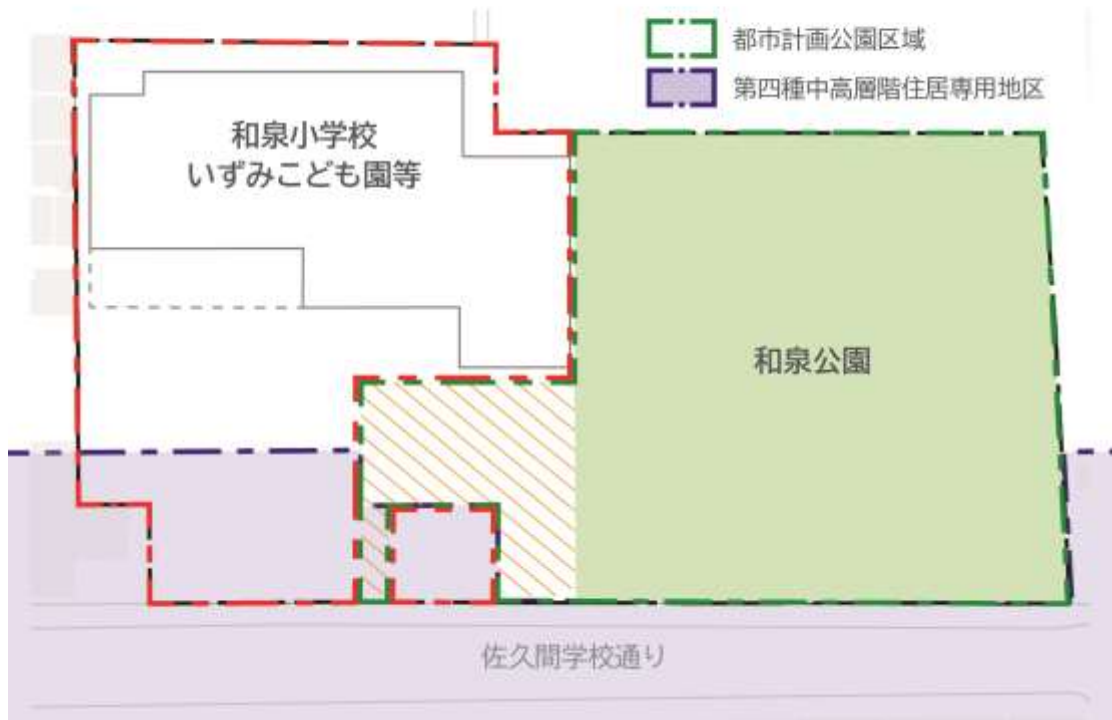 都市計画公園区域
第四種中高層階住居専用地区
和泉小学校
いずみこども園等
和泉公園
佐久間学校通り